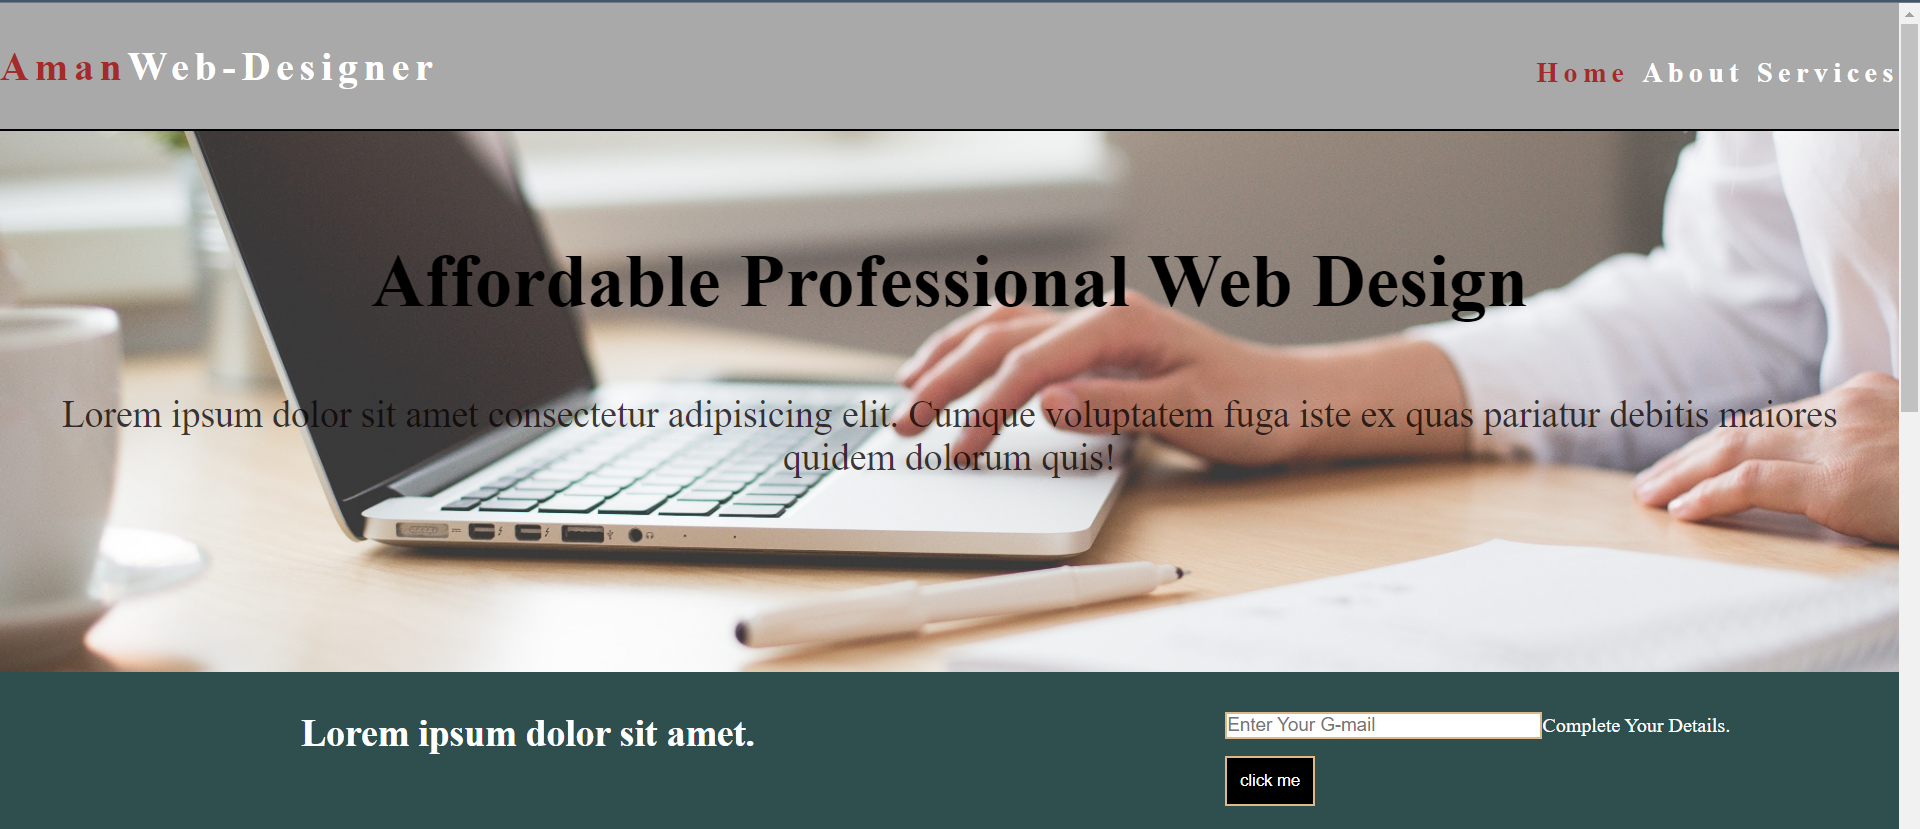 AmanWeb-Designer
Home About Services
Affordable Professional Web Design
Lorem ipsum dolor sit amet consectetur adipisicing elit. Cumque voluptatem fuga iste ex quas pariatur debitis maiores
quidem dolorum quis!
Lorem ipsum dolor sit amet.
Enter Your G-mail Complete Your Details.
click me